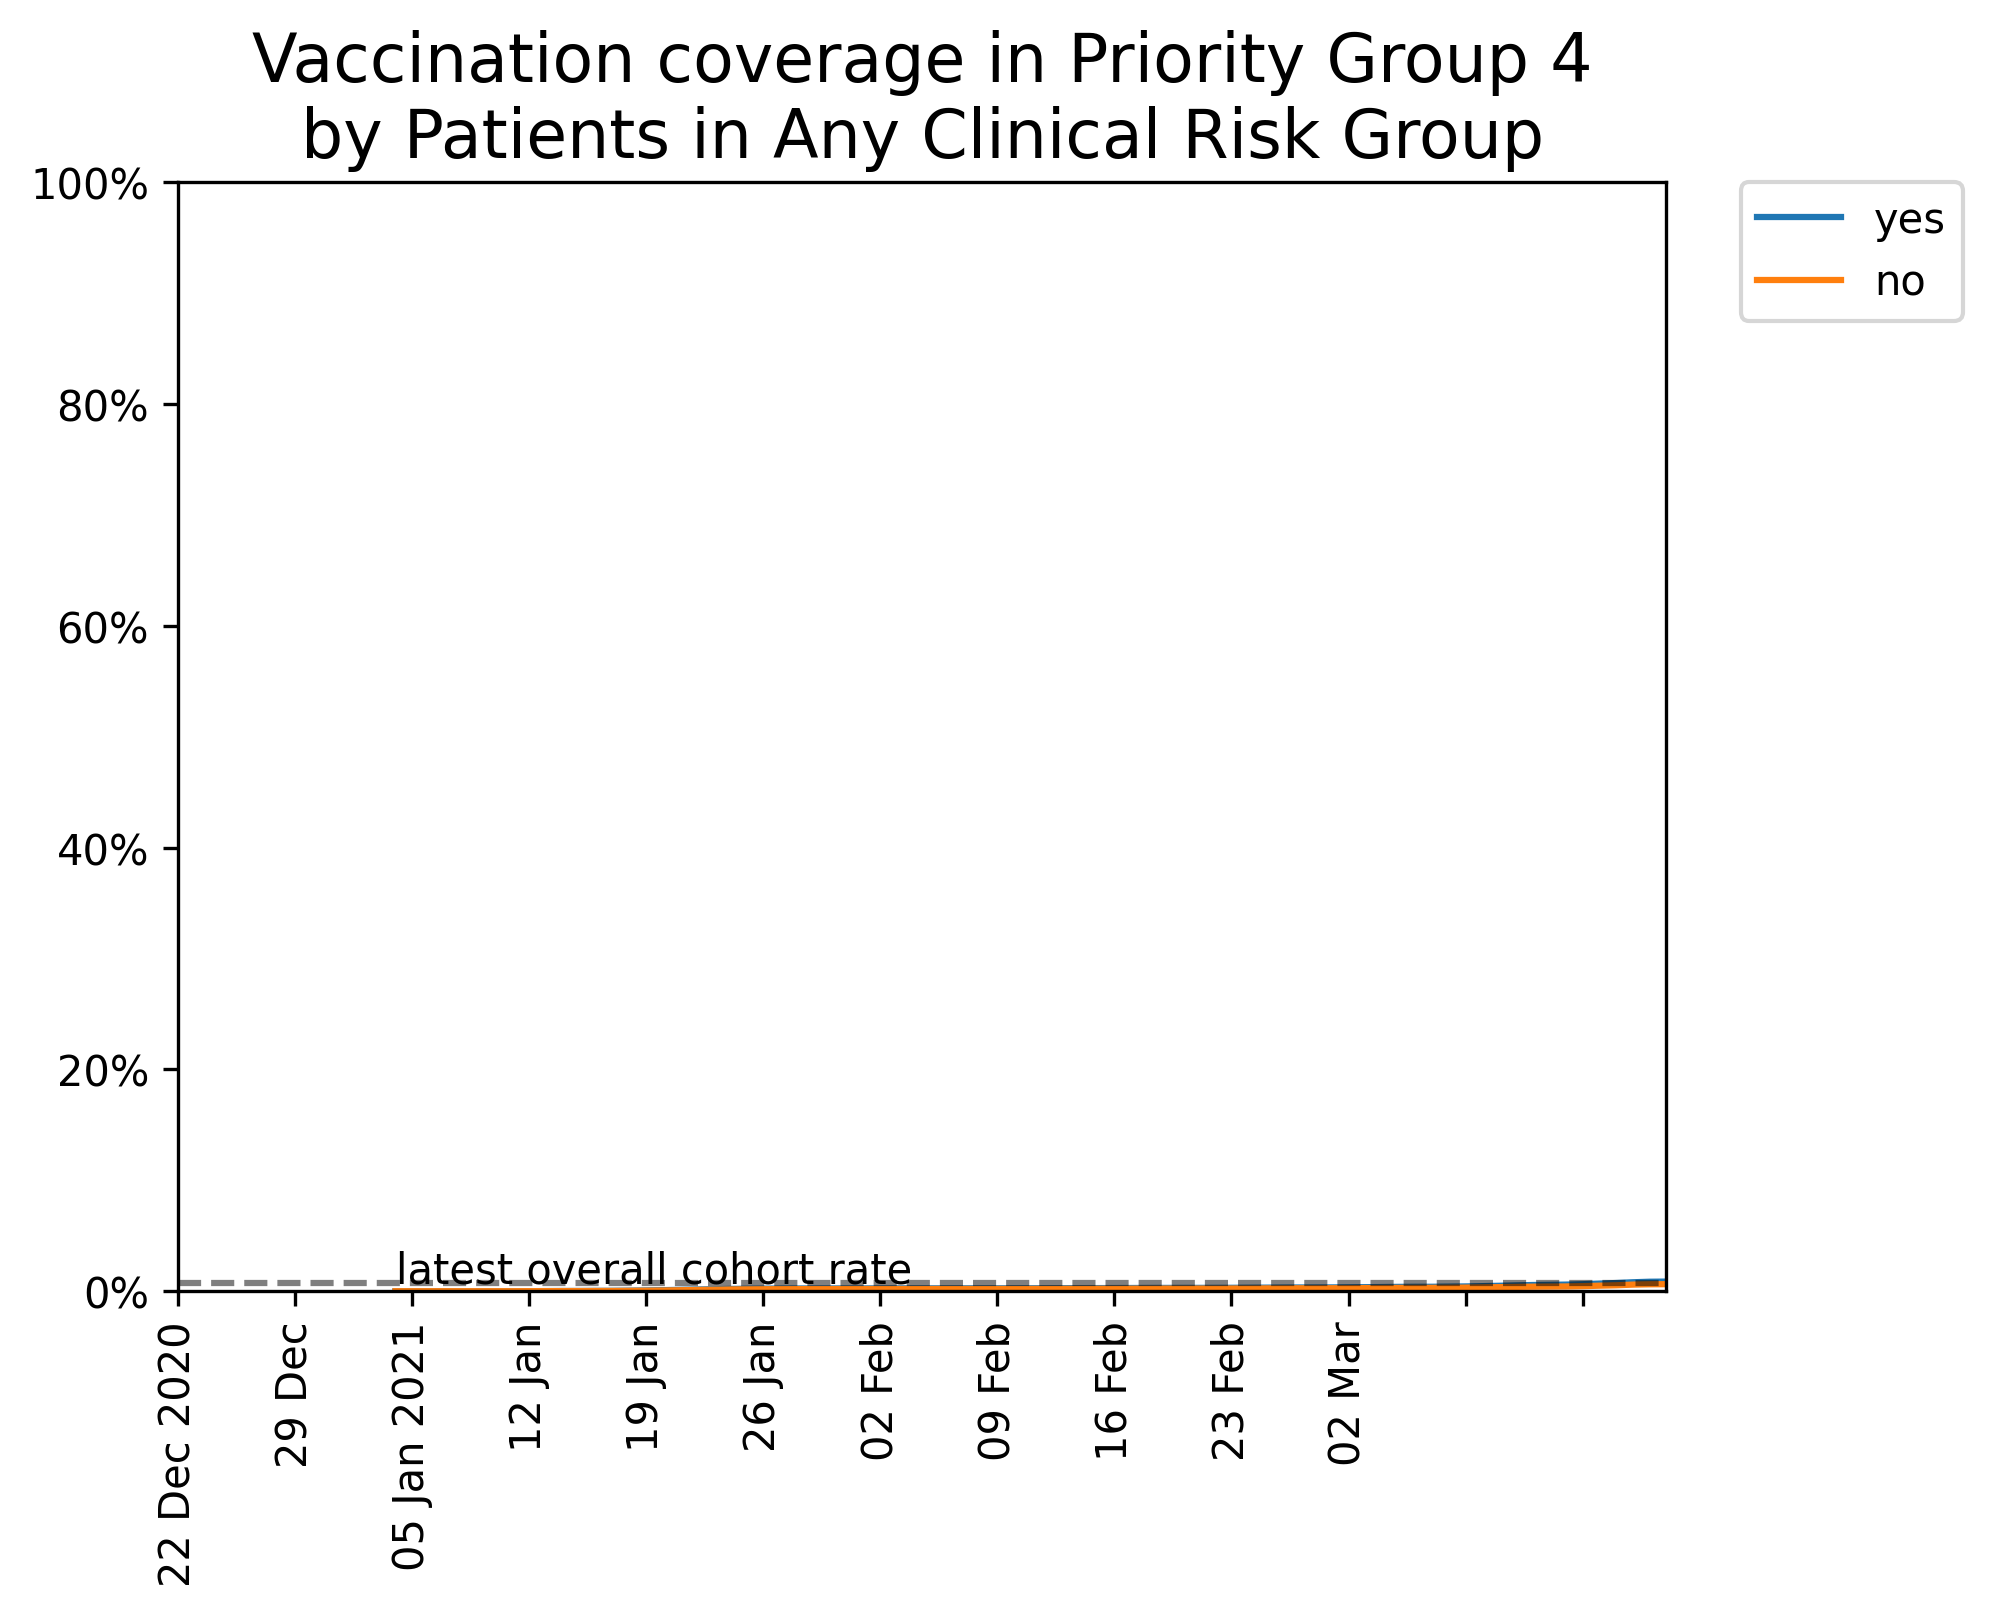 Vaccination coverage in Priority Group 4
by Patients in Any Clinical Risk Group
100%
80%
60%
40%
20%
0%
yes
no
latest overall cohort rate
22 Dec 2020
29 Dec
05 Jan 2021
12 Jan
19 Jan
26 Jan
02 Feb
09 Feb
16 Feb
23 Feb
02 Mar